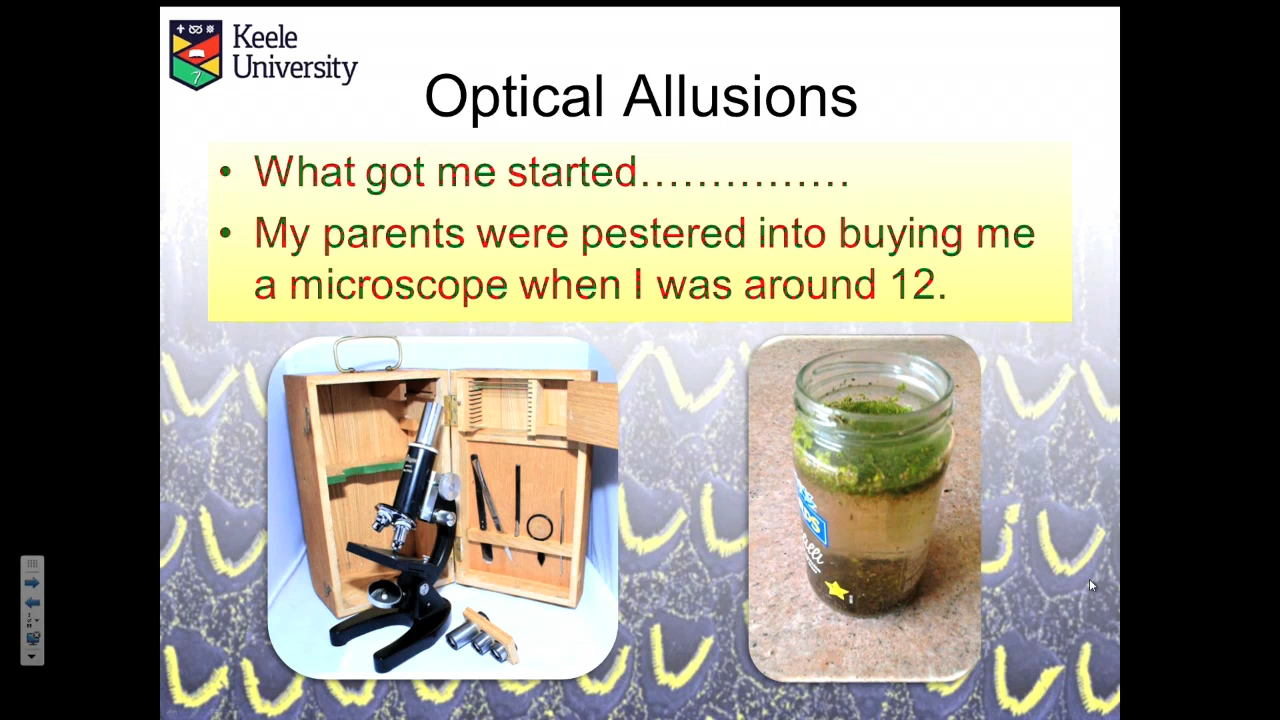 Keele
University
Optical Allusions
• What got me started……………
• My parents were pestered into buying me
a microscope when I was around 12.